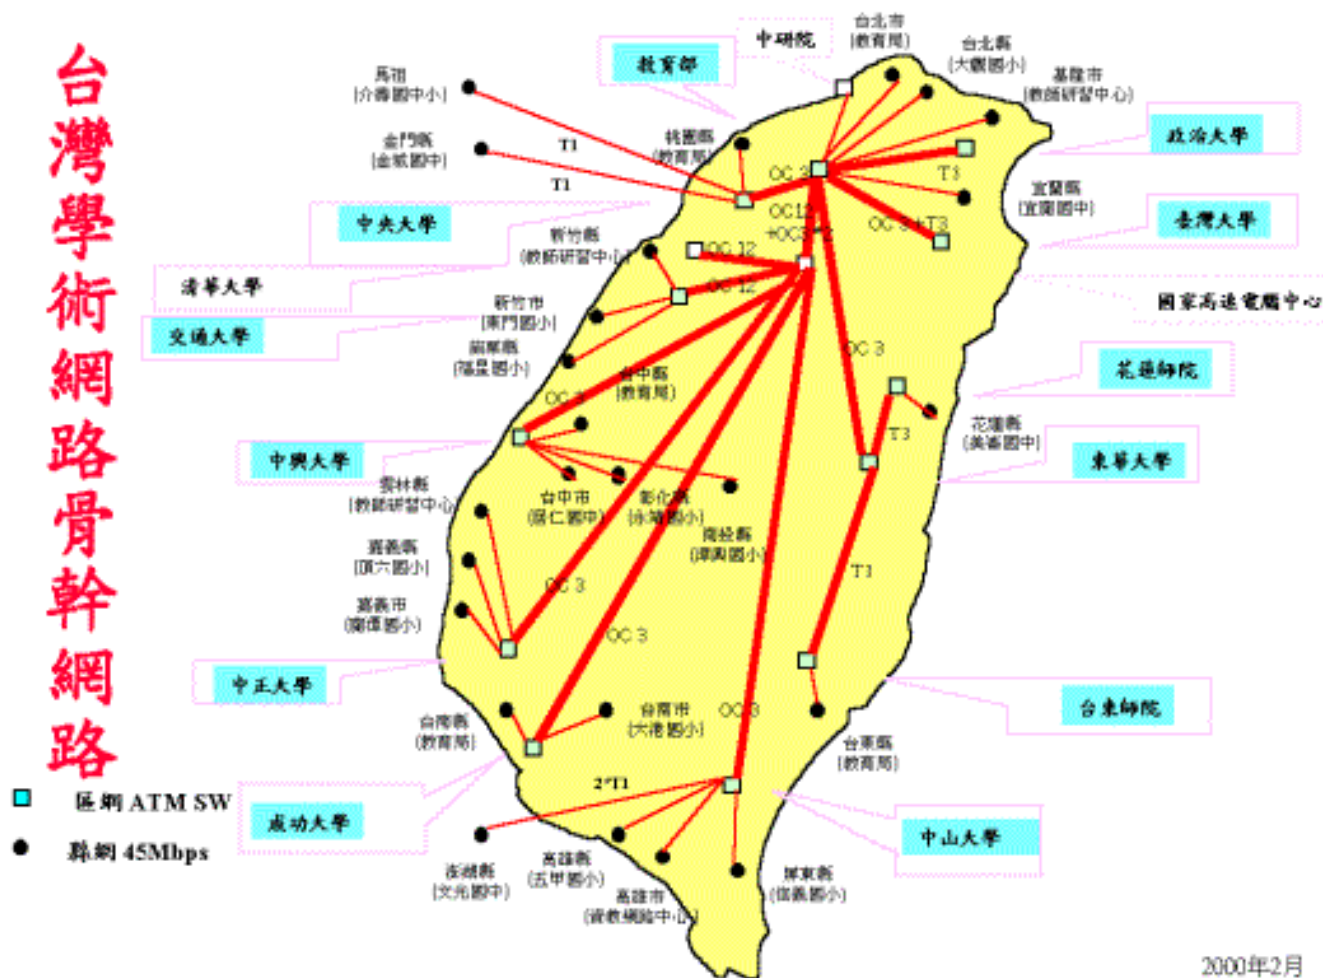 台灣學術網路骨幹網路
台北市
(教育局)
中研院
台北縣
(大觀國小)
教育部
基隆市
(教師研習中心)
馬祖
(介壽國中小)
金門縣
(金城國中)
T1
T1
桃園縣
(教育局)
政治大學
OC 3
T3
宜蘭縣
(宜蘭國中)
中央大學
OC12
+OC3*2
OC 3+T3
臺灣大學
新竹縣
(教師研習中心)
OC 12
OC 12
清華大學
國家高速電腦中心
新竹市
(東門國小)
交通大學
苗栗縣
(福星國小)
OC 3
花蓮師院
台中縣
(教育局)
OC 3
花蓮縣
(美崙國中)
T3
中興大學
東華大學
雲林縣
(教師研習中心)
台中市
(居仁國中)
彰化縣
(永靖國小)
南投縣
(漳興國小)
嘉義縣
T3
OC 3
嘉義市
OC 3
中正大學
台東師院
台南縣
(教育局)
台南市
(大港國小)
OC 3
台東縣
(教育局)
2*T1
區網 ATM SW
成功大學
中山大學
縣網 45Mbps
澎湖縣
(文光國中)
高雄縣
(五甲國小)
高雄市
(資教網路中心)
屏東縣
(信義國小)
2000年2月